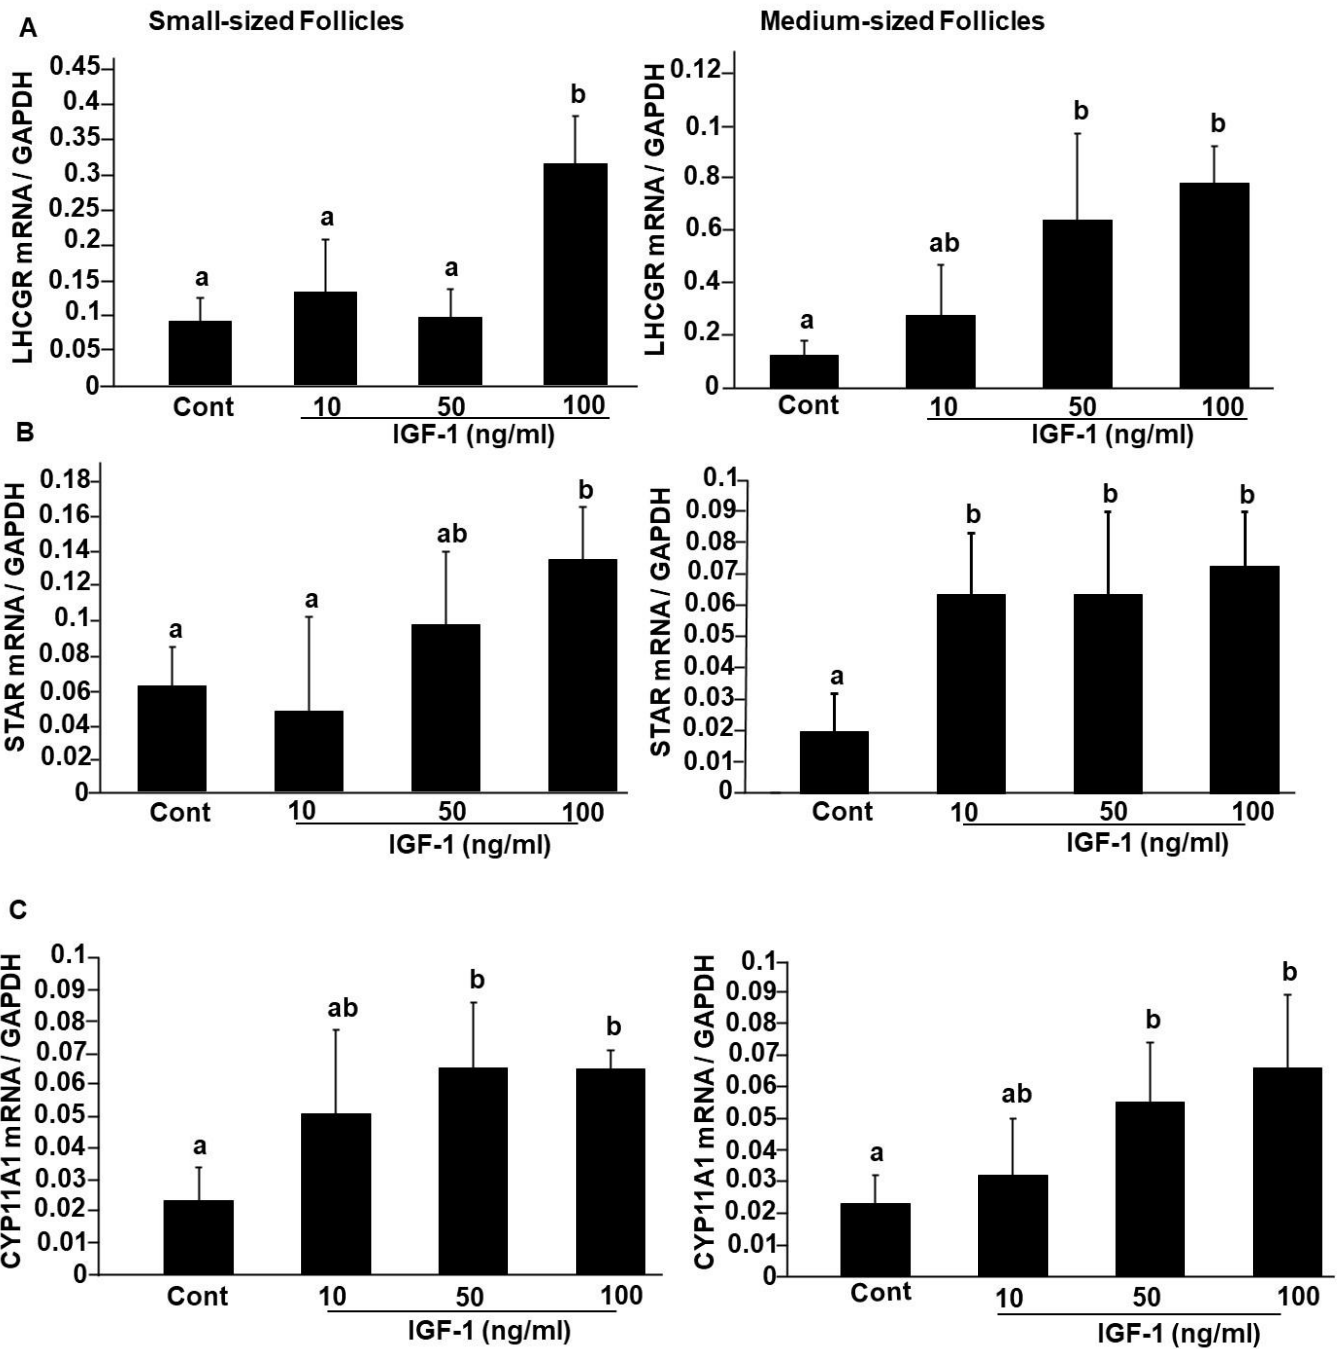 A
Small-sized Follicles
Medium-sized Follicles
LHCGR mRNA / GAPDH
0.45
0.4
0.35
0.3
0.25
0.2
0.15
0.1
0.05
0
a
a
a
b
Cont
10
50
100
IGF-1 (ng/ml)
LHCGR mRNA / GAPDH
0.12
0.1
0.8
0.6
0.4
0.2
0
a
ab
b
b
Cont
10
50
100
IGF-1 (ng/ml)
B
STAR mRNA / GAPDH
0.18
0.16
0.14
0.12
0.1
0.08
0.06
0.04
0.02
0
a
a
ab
b
Cont
10
50
100
IGF-1 (ng/ml)
STAR mRNA / GAPDH
0.1
0.09
0.08
0.07
0.06
0.05
0.04
0.03
0.02
0.01
0
a
b
b
b
Cont
10
50
100
IGF-1 (ng/ml)
C
CYP11A1 mRNA / GAPDH
0.1
0.09
0.08
0.07
0.06
0.05
0.04
0.03
0.02
0.01
0
a
ab
b
b
Cont
10
50
100
IGF-1 (ng/ml)
CYP11A1 mRNA / GAPDH
0.1
0.09
0.08
0.07
0.06
0.05
0.04
0.03
0.02
0.01
0
a
ab
b
b
Cont
10
50
100
IGF-1 (ng/ml)